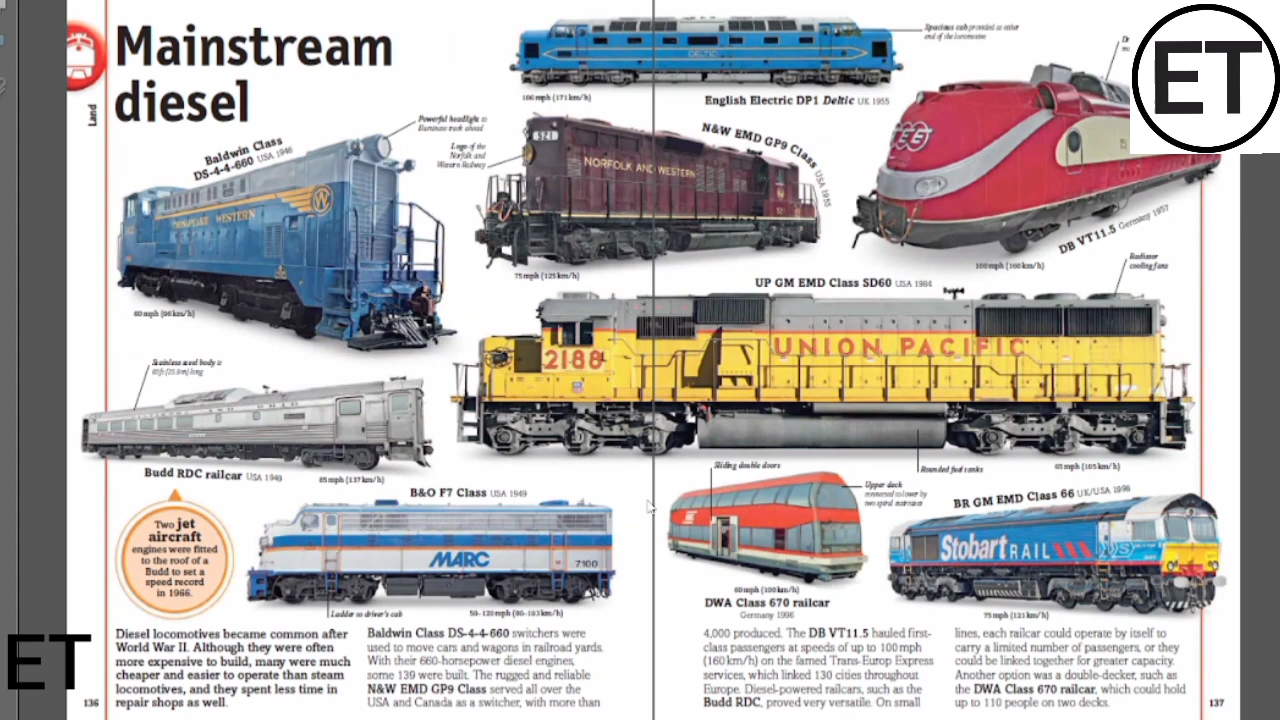 Mainstream
diesel
Land
Baldwin Class
DS-4-4-660 USA 1946
Powerful headlight to
illuminate track ahead
60 mph (96 km/h)
CHESAPEAKE WESTERN
W
DELTIC
100 mph (171 km/h)
English Electric DP1 Deltic UK 1955
Spacious cab provided at either
end of the locomotive
Logo of the
Norfolk and
Western Railway
521
NORFOLK AND WESTERN
N&W EMD GP9 Class USA 1955
75 mph (125 km/h)
DB VT11.5 Germany 1957
100 mph (160 km/h)
ET
UP GM EMD Class SD60 USA 1984
Radiator
cooling fans
2188
UNION PACIFIC
Rounded fuel tanks
65 mph (105 km/h)
Stainless steel body is
85 ft (25.9 m) long
Budd RDC railcar USA 1949
85 mph (137 km/h)
Two jet
aircraft
engines were fitted
to the roof of a
Budd to set a
speed record
in 1966.
B&O F7 Class USA 1949
MARC
7100
Ladder to driver's cab
50-120 mph (80-193 km/h)
Sliding double doors
Upper deck
connected to lower by
two spiral staircases
60 mph (100 km/h)
DWA Class 670 railcar
Germany 1996
BR GM EMD Class 66 UK/USA 1998
Stobart RAIL
75 mph (121 km/h)
Diesel locomotives became common after
World War II. Although they were often
more expensive to build, many were much
cheaper and easier to operate than steam
locomotives, and they spent less time in
repair shops as well.
Baldwin Class DS-4-4-660 switchers were
used to move cars and wagons in railroad yards.
With their 660-horsepower diesel engines,
some 139 were built. The rugged and reliable
N&W EMD GP9 Class served all over the
USA and Canada as a switcher, with more than
4,000 produced. The DB VT11.5 hauled first-
class passengers at speeds of up to 100 mph
(160 km/h) on the famed Trans-Europ Express
services, which linked 130 cities throughout
Europe. Diesel-powered railcars, such as the
Budd RDC, proved very versatile. On small
lines, each railcar could operate by itself to
carry a limited number of passengers, or they
could be linked together for greater capacity.
Another option was a double-decker, such as
the DWA Class 670 railcar, which could hold
up to 110 people on two decks.
ET
136
137